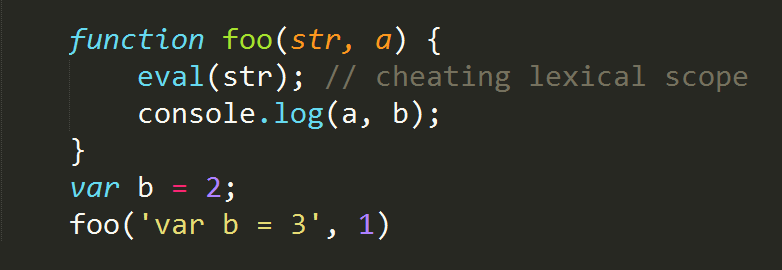 function foo(str, a) {
eval(str); // cheating lexical scope
console.log(a, b);
}
var b = 2;
foo('var b = 3', 1)